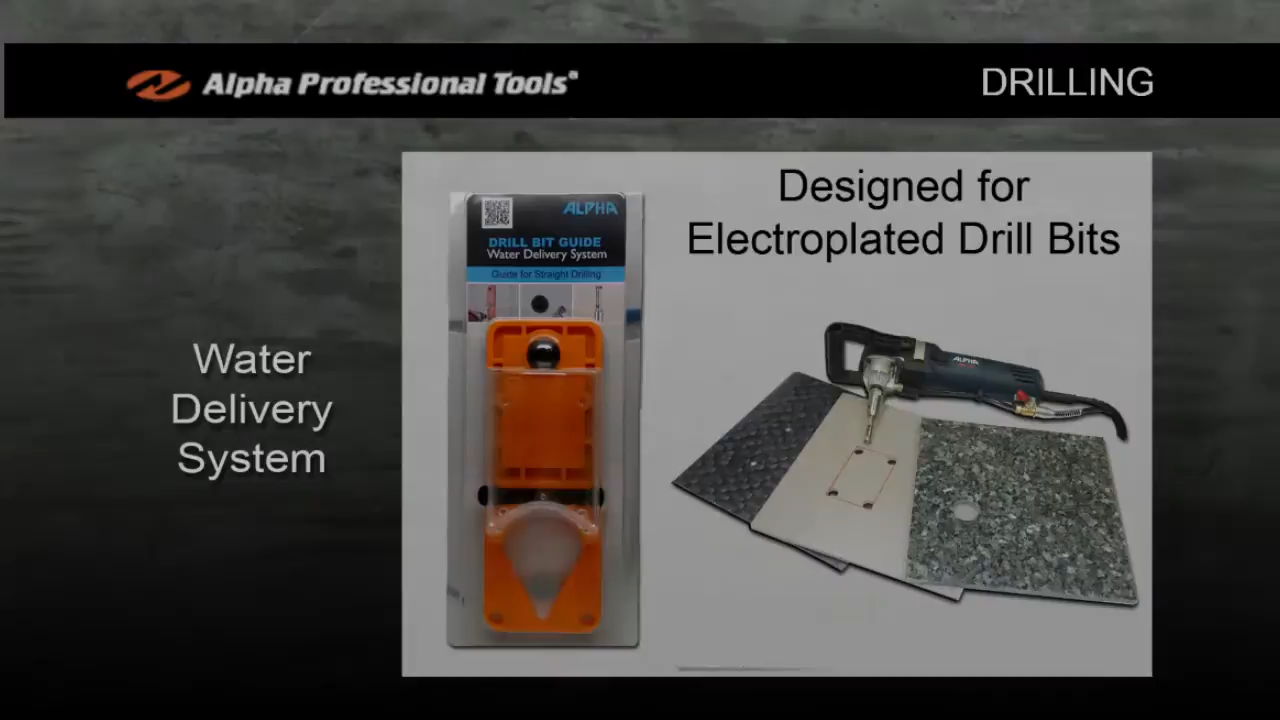 Alpha Professional Tools®
DRILLING
Designed for
Electroplated Drill Bits
ALPHA
DRILL BIT GUIDE
Water Delivery System
Guide for Straight Drilling
ALPHA
Water
Delivery
System